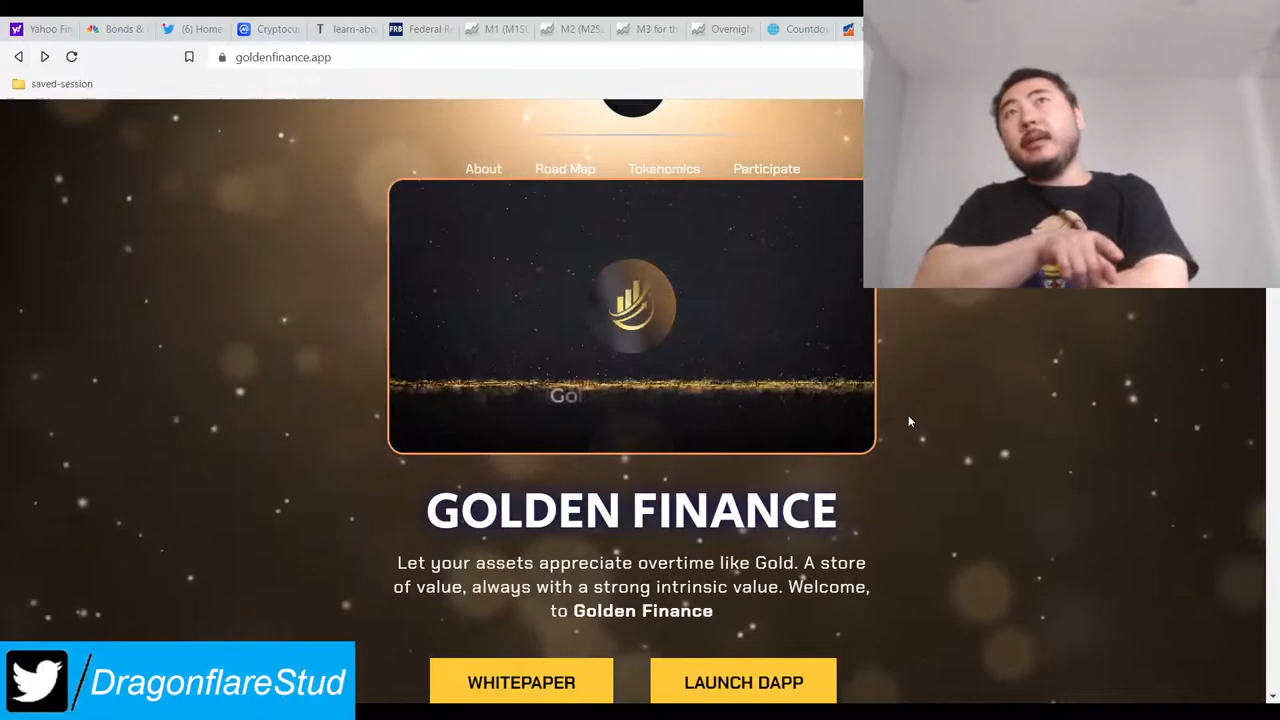 Yahoo Fin
Bonds &
(6) Home
Cryptocur
learn-abo
Federal R
M1 (M1S
M2 (M2S
M3 for th
Overnigh
Countdo
goldenfinance.app
saved-session
About
Road Map
Tokenomics
Participate
Gol
GOLDEN FINANCE
Let your assets appreciate overtime like Gold. A store
of value, always with a strong intrinsic value. Welcome,
to Golden Finance
WHITEPAPER
LAUNCH DAPP
/DragonflareStud